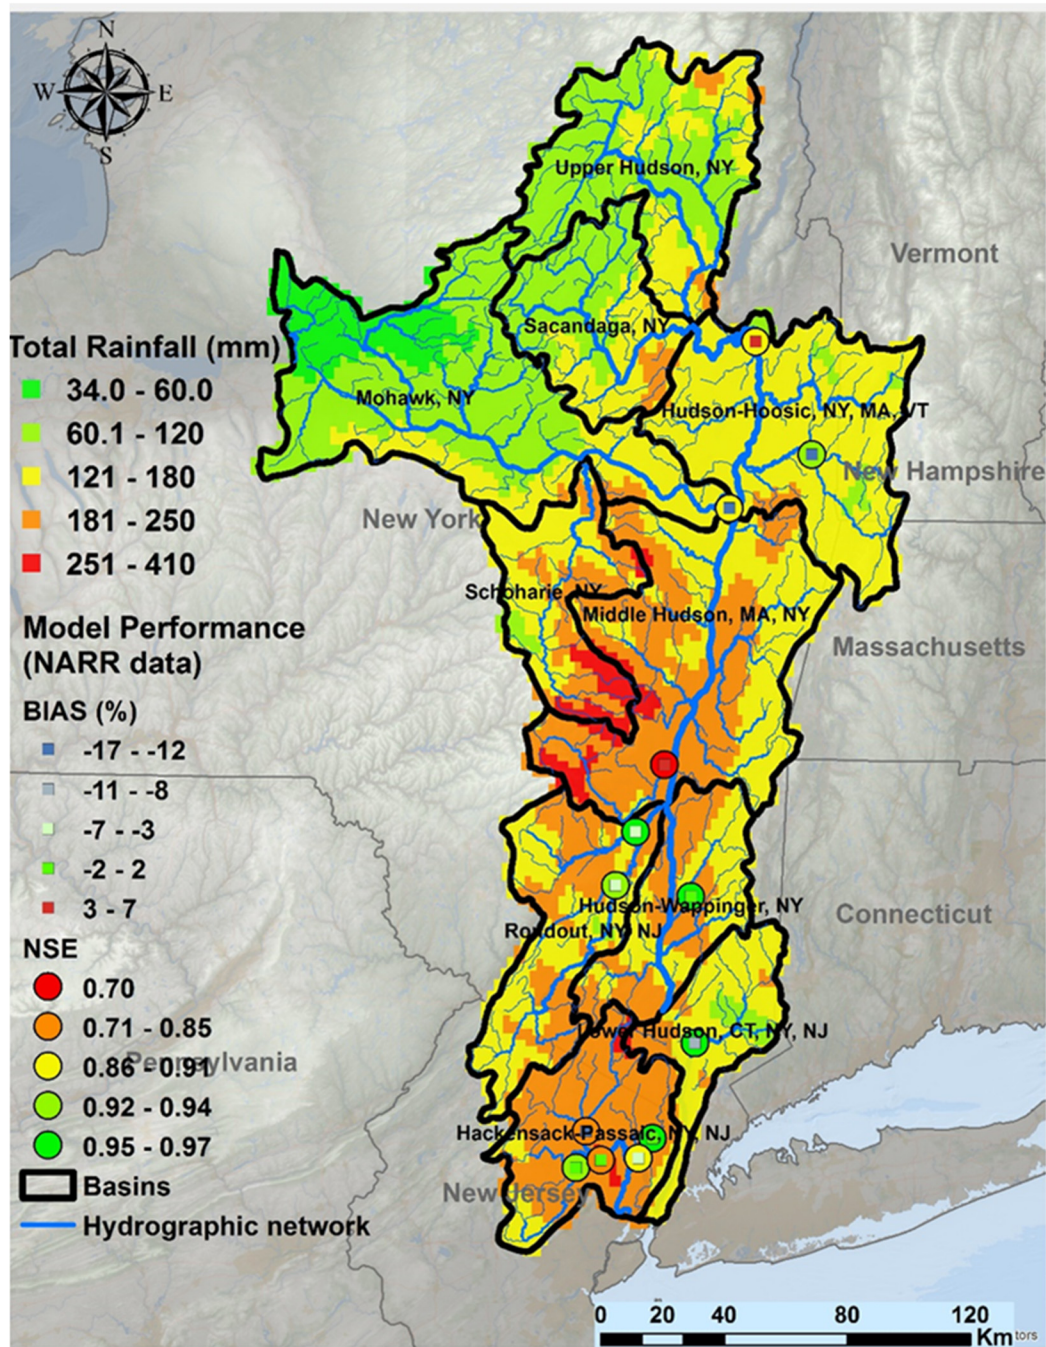 N
W E
S
Upper Hudson, NY
Vermont
Sacandaga, NY
Total Rainfall (mm)
34.0 - 60.0
60.1 - 120
121 - 180
181 - 250
251 - 410
Mohawk, NY
Hudson-Hoosic, NY, MA, VT
New Hampshire
New York
Schoharie, NY
Middle Hudson, MA, NY
Massachusetts
Model Performance
(NARR data)
BIAS (%)
-17 - -12
-11 - -8
-7 - -3
-2 - 2
3 - 7
Hudson-Wappinger, NY
Connecticut
Rondout, NY, NJ
NSE
0.70
0.71 - 0.85
0.86 - 0.91
0.92 - 0.94
0.95 - 0.97
Pennsylvania
Lower Hudson, CT, NY, NJ
Hackensack-Passaic, NY, NJ
New Jersey
Basins
Hydrographic network
0 20 40 80 120
Km
tors